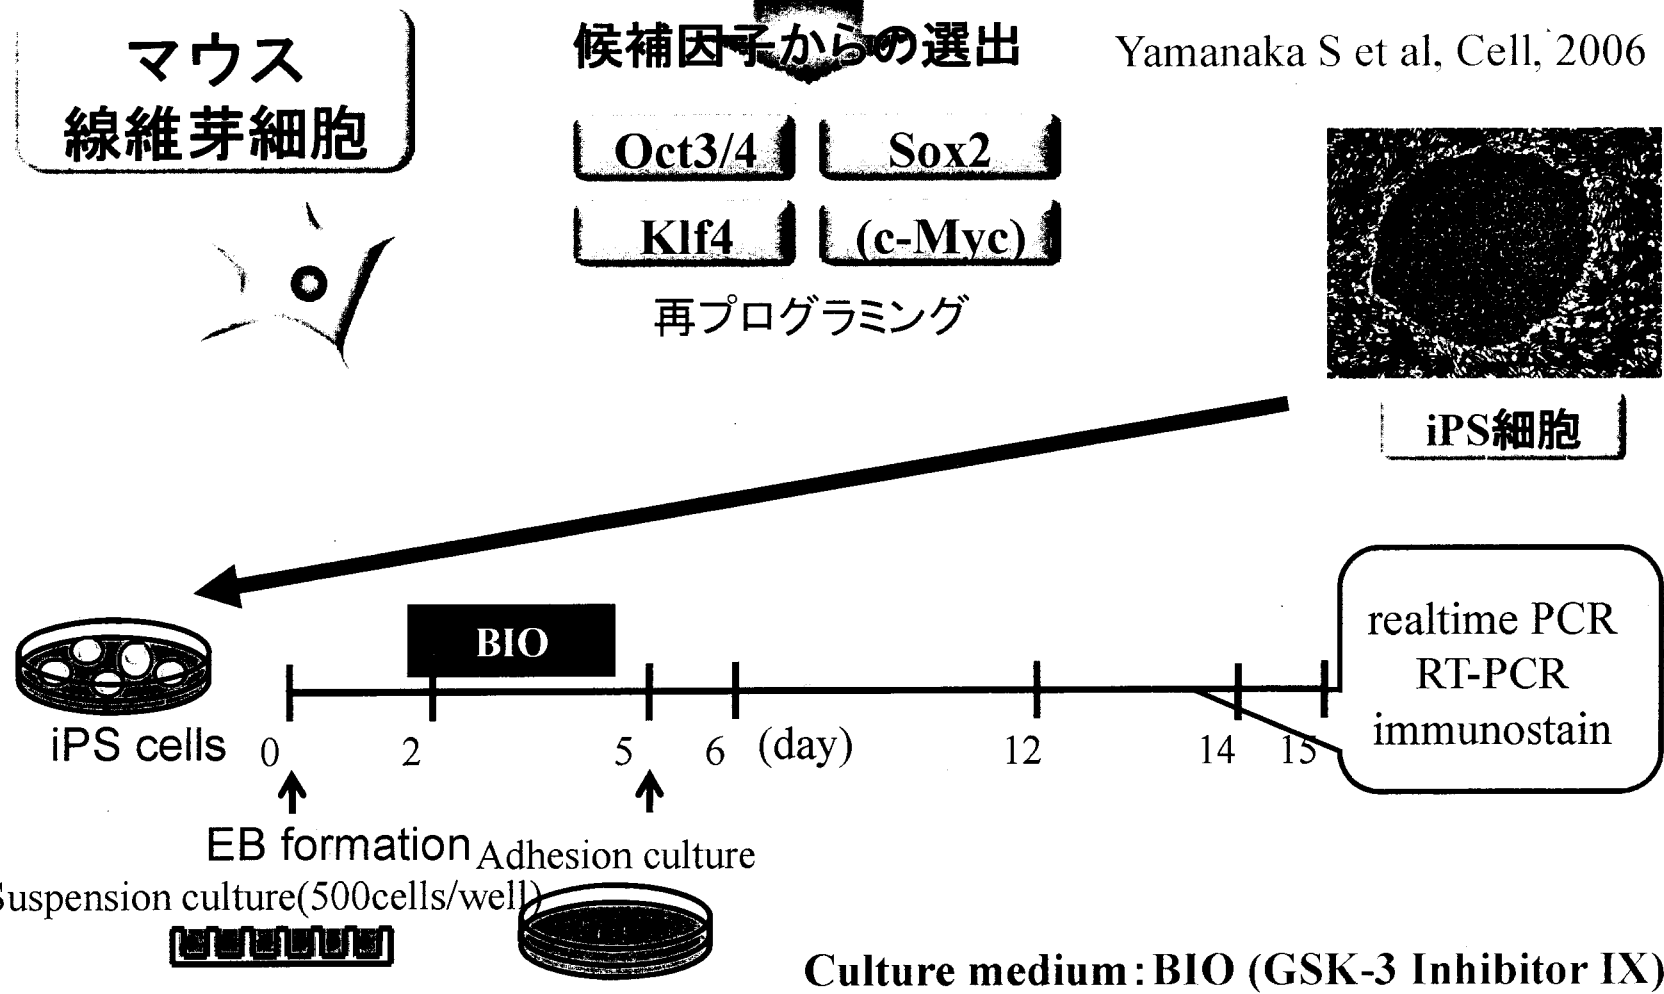 マウス
線維芽細胞
候補因子からの選出
Yamanaka S et al, Cell, 2006
Oct3/4
Sox2
Klf4
(c-Myc)
再プログラミング
iPS細胞
BIO
iPS cells
0
2
5
6
(day)
12
14
15
realtime PCR
RT-PCR
immunostain
EB formation
Adhesion culture
Suspension culture(500cells/well)
Culture medium:BIO (GSK-3 Inhibitor IX)